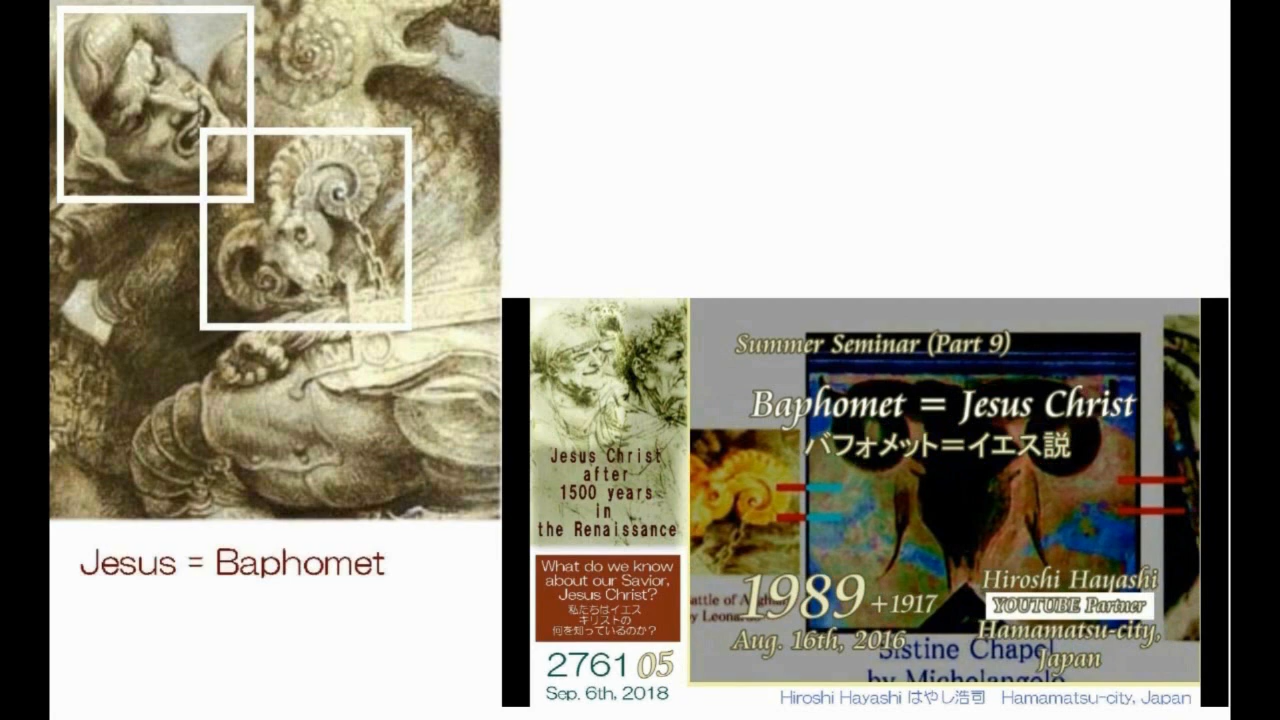 Jesus = Baphomet
Jesus Christ
after
1500 years
in
the Renaissance
What do we know
about our Savior,
Jesus Christ?
私たちはイエス
キリストの
何を知っているのか？
2761 05
Sep. 6th, 2018
Summer Seminar (Part 9)
Baphomet = Jesus Christ
バフォメット＝イエス説
1989 +1917
Aug. 16th, 2016
Hiroshi Hayashi
YOUTUBE Partner
Hamamatsu-city,
Japan
attle of
y Leonar
Sistine Chapel
by Michelangelo
Hiroshi Hayashi はやし浩司 Hamamatsu-city, Japan